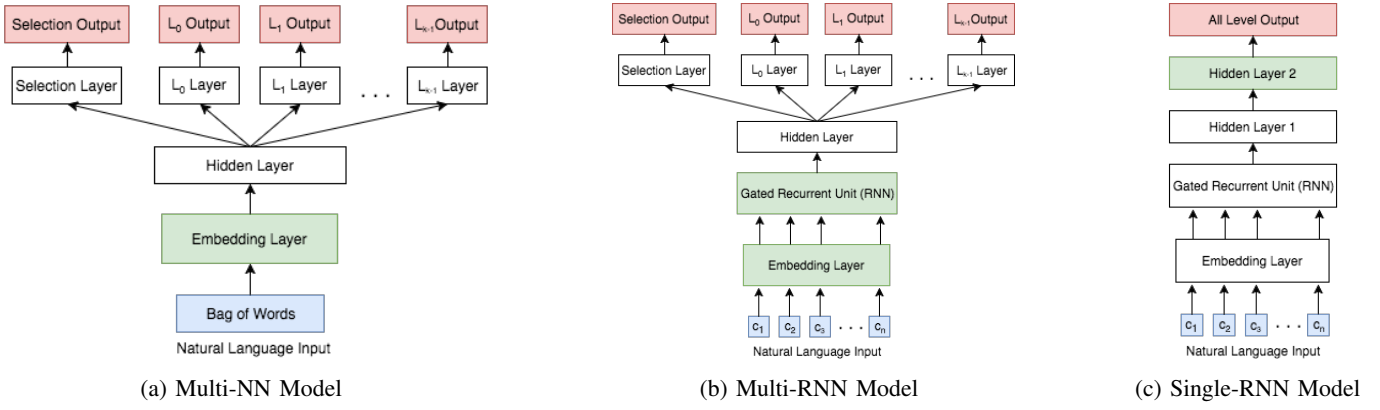 Selection Output L₀ Output L₁ Output Lₖ₋₁Output
Selection Layer L₀ Layer L₁ Layer . . . Lₖ₋₁ Layer
Hidden Layer
Embedding Layer
Bag of Words
Natural Language Input
(a) Multi-NN Model
Selection Output L₀ Output L₁ Output Lₖ₋₁Output
Selection Layer L₀ Layer L₁ Layer . . . Lₖ₋₁ Layer
Hidden Layer
Gated Recurrent Unit (RNN)
Embedding Layer
c₁ c₂ c₃ . . . cₙ
Natural Language Input
(b) Multi-RNN Model
All Level Output
Hidden Layer 2
Hidden Layer 1
Gated Recurrent Unit (RNN)
Embedding Layer
c₁ c₂ c₃ . . . cₙ
Natural Language Input
(c) Single-RNN Model